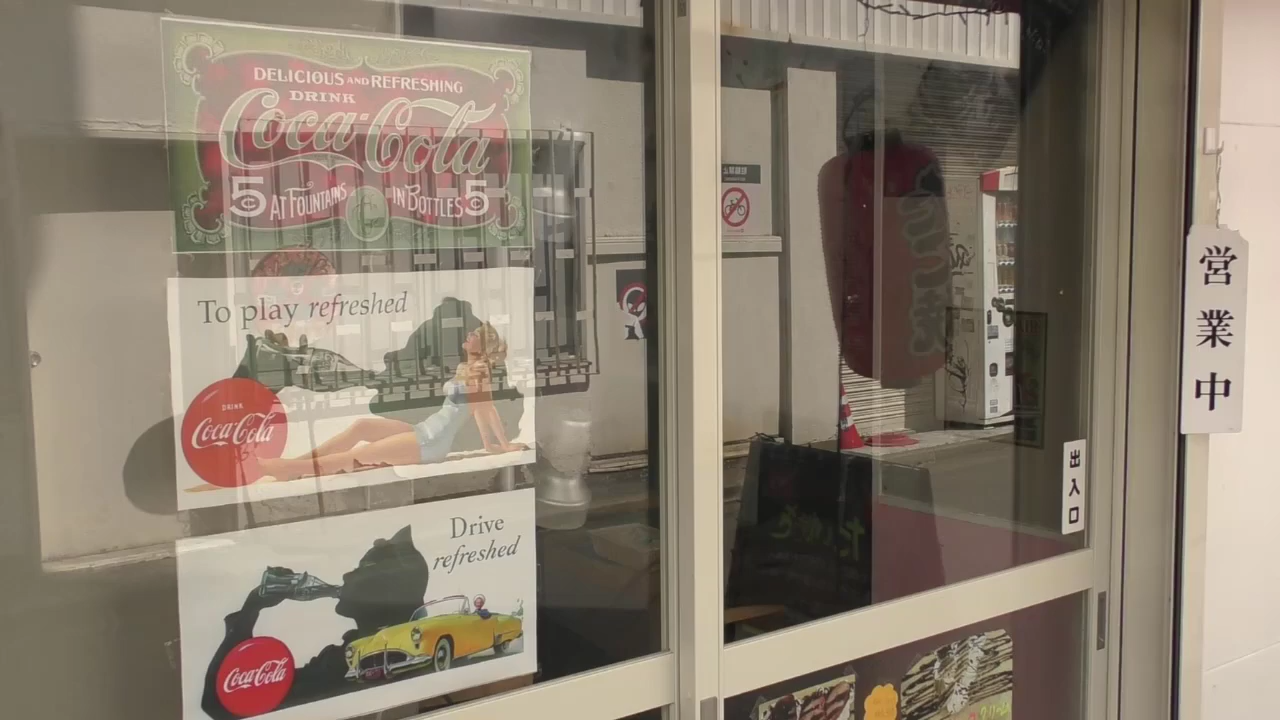 DELICIOUS AND REFRESHING
DRINK
Coca-Cola
5¢ AT FOUNTAINS IN BOTTLES 5¢
To play refreshed
DRINK
Coca-Cola
Drive
refreshed
Coca-Cola
出入口
営業中